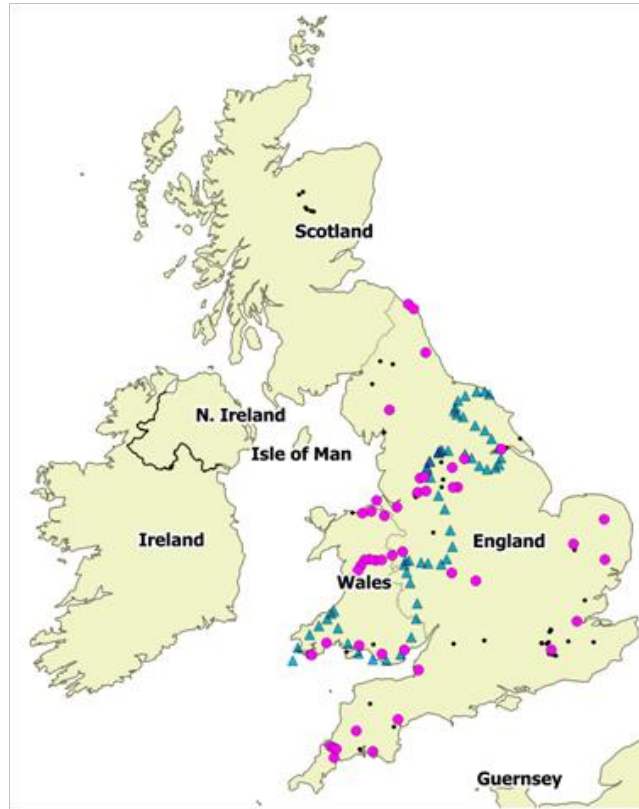 Scotland
N. Ireland
Isle of Man
Ireland
England
Wales
Guernsey